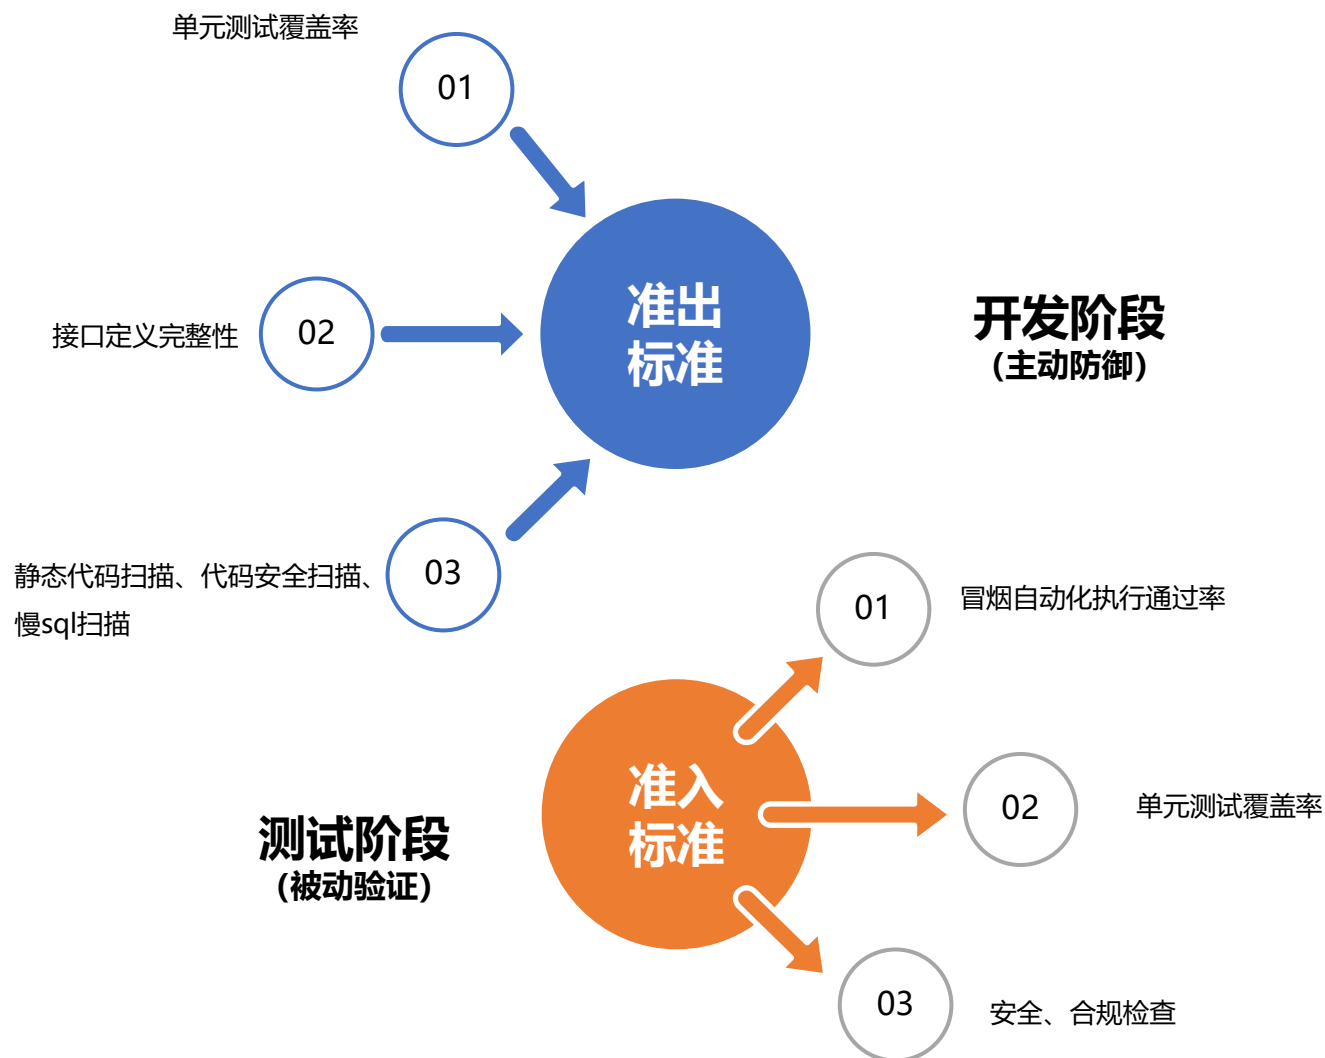 单元测试覆盖率
01
准出
标准
开发阶段
（主动防御）
接口定义完整性
02
静态代码扫描、代码安全扫描、
慢sql扫描
03
01
冒烟自动化执行通过率
准入
标准
测试阶段
（被动验证）
02
单元测试覆盖率
03
安全、合规检查